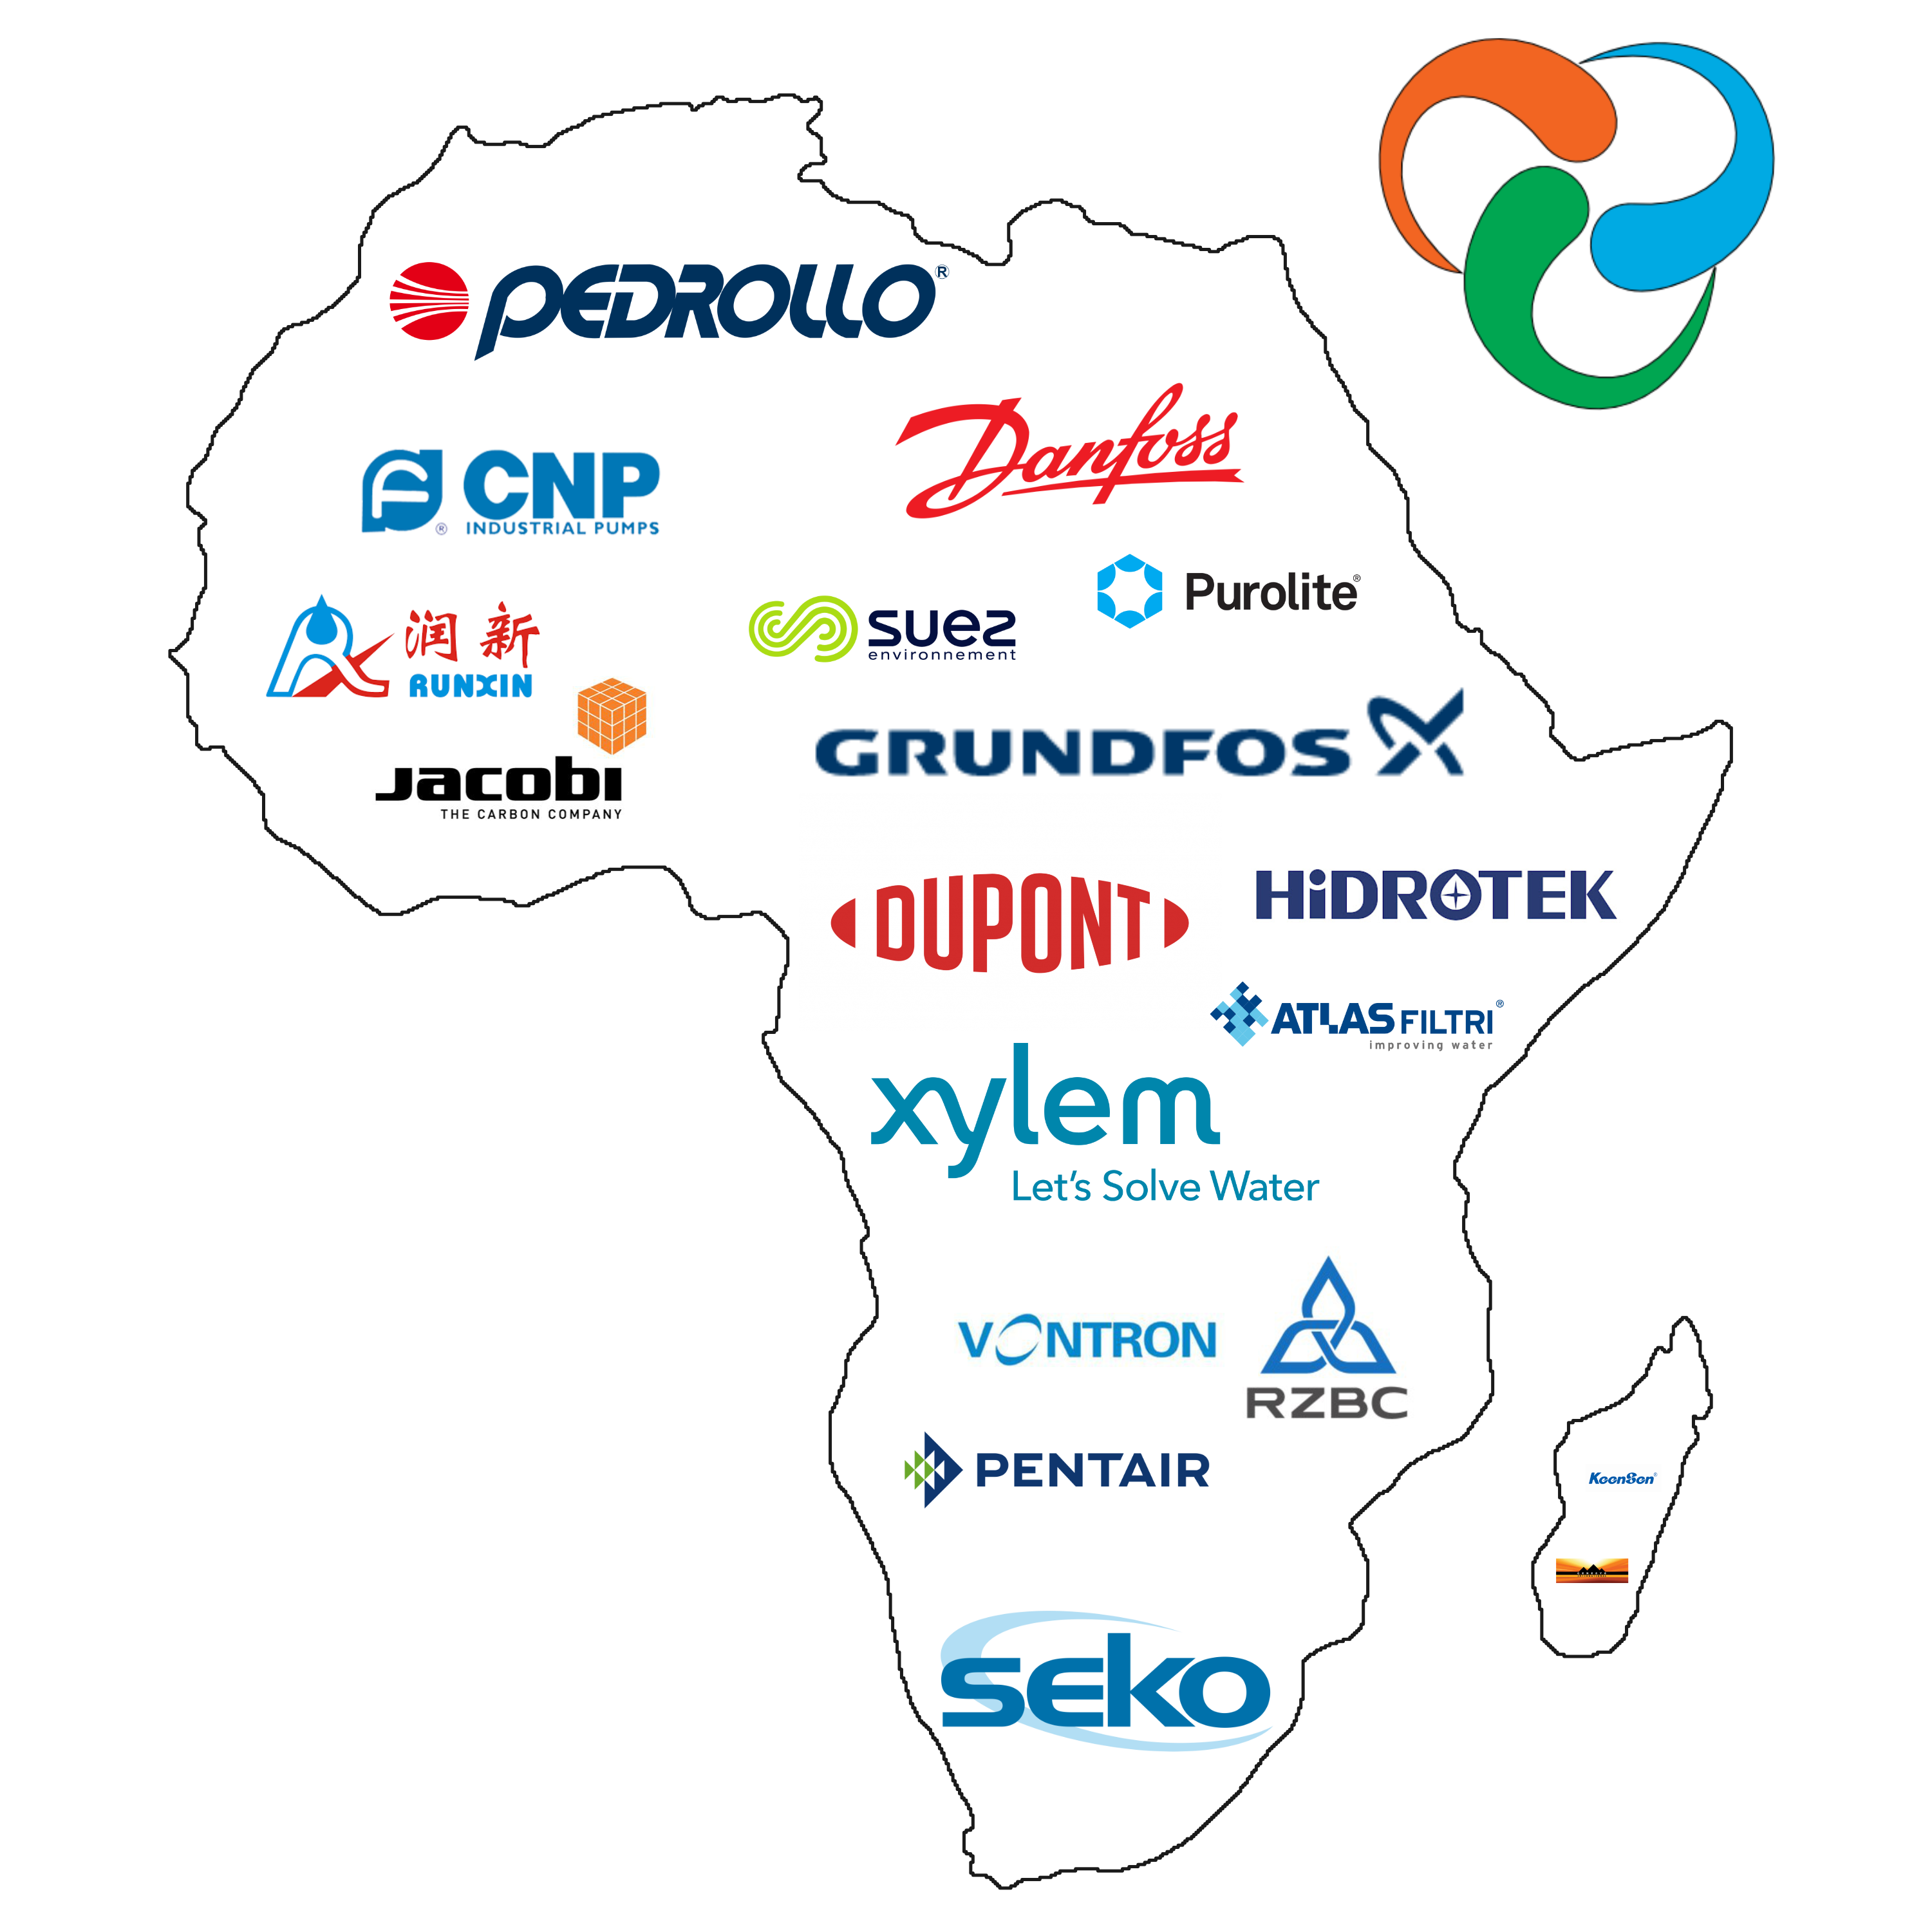 PEDROLLO®
Danfoss
CNP
® INDUSTRIAL PUMPS
Purolite®
润新
RUNXIN
suez
environnement
GRUNDFOS
Jacobi
THE CARBON COMPANY
DUPONT
HiDROTEK
ATLAS FILTRI®
improving water
xylem
Let's Solve Water
VONTRON
RZBC
PENTAIR
KoonSon®
SEKO